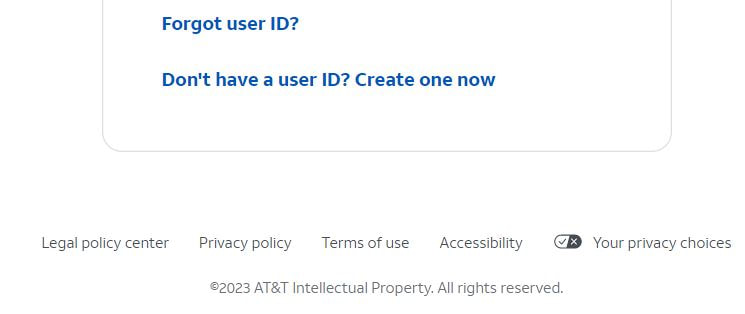 Forgot user ID?
Don't have a user ID? Create one now
Legal policy center Privacy policy Terms of use Accessibility Your privacy choices
©2023 AT&T Intellectual Property. All rights reserved.